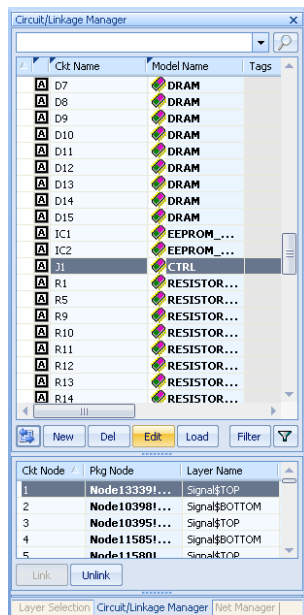 Circuit/Linkage Manager
Ckt Name Model Name Tags
A D7 DRAM
A D8 DRAM
A D9 DRAM
A D10 DRAM
A D11 DRAM
A D12 DRAM
A D13 DRAM
A D14 DRAM
A D15 DRAM
A IC1 EEPROM_...
A IC2 EEPROM_...
A J1 CTRL
A R1 RESISTOR...
A R5 RESISTOR...
A R9 RESISTOR...
A R10 RESISTOR...
A R11 RESISTOR...
A R12 RESISTOR...
A R13 RESISTOR...
A R14 RESISTOR...
New Del Edit Load Filter
Ckt Node Pkg Node Layer Name
1 Node13339!... Signal$TOP
2 Node10398!... Signal$BOTTOM
3 Node10395!... Signal$TOP
4 Node11585!... Signal$BOTTOM
5 Node11580! Signal$TOP
Link Unlink
Layer Selection Circuit/Linkage Manager Net Manager